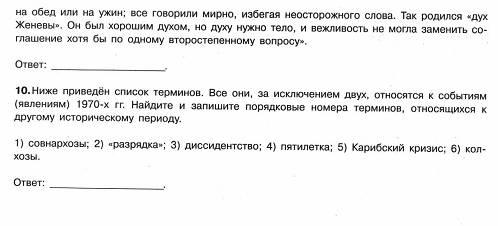 на обед или на ужин; все говорили мирно, избегая неосторожного слова. Так родился «дух
Женевы». Он был хорошим духом, но духу нужно тело, и вежливость не могла заменить со-
глашение хотя бы по одному второстепенному вопросу».
Ответ: ____________________.
10. Ниже приведён список терминов. Все они, за исключением двух, относятся к событиям
(явлениям) 1970-х гг. Найдите и запишите порядковые номера терминов, относящихся к
другому историческому периоду.
1) совнархозы; 2) «разрядка»; 3) диссидентство; 4) пятилетка; 5) Карибский кризис; 6) кол-
хозы.
Ответ: ____________________.